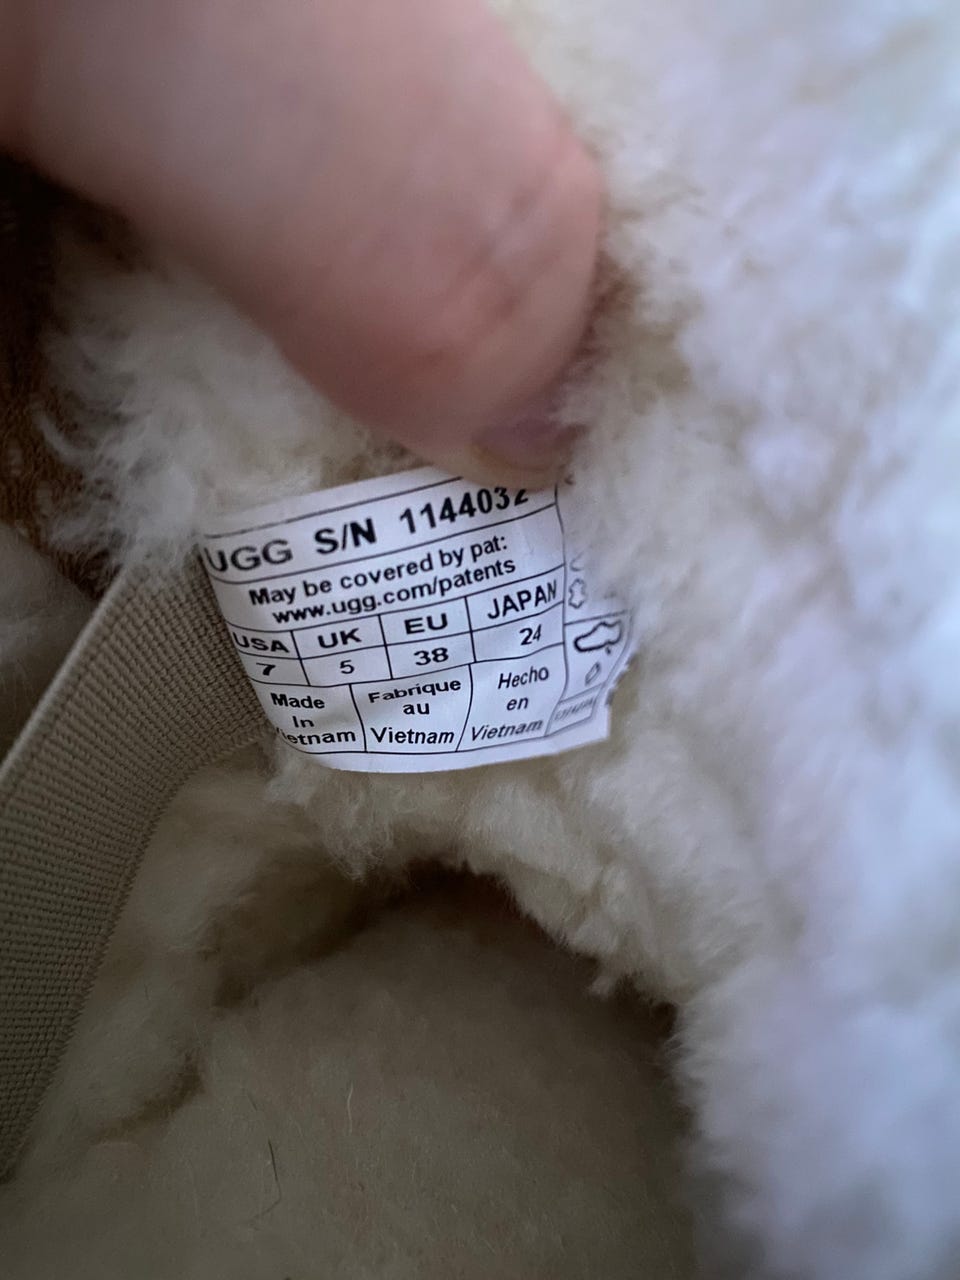 UGG S/N 1144032
May be covered by pat:
www.ugg.com/patents
USA UK EU JAPAN
7 5 38 24
Made In Vietnam
Fabrique au Vietnam
Hecho en Vietnam